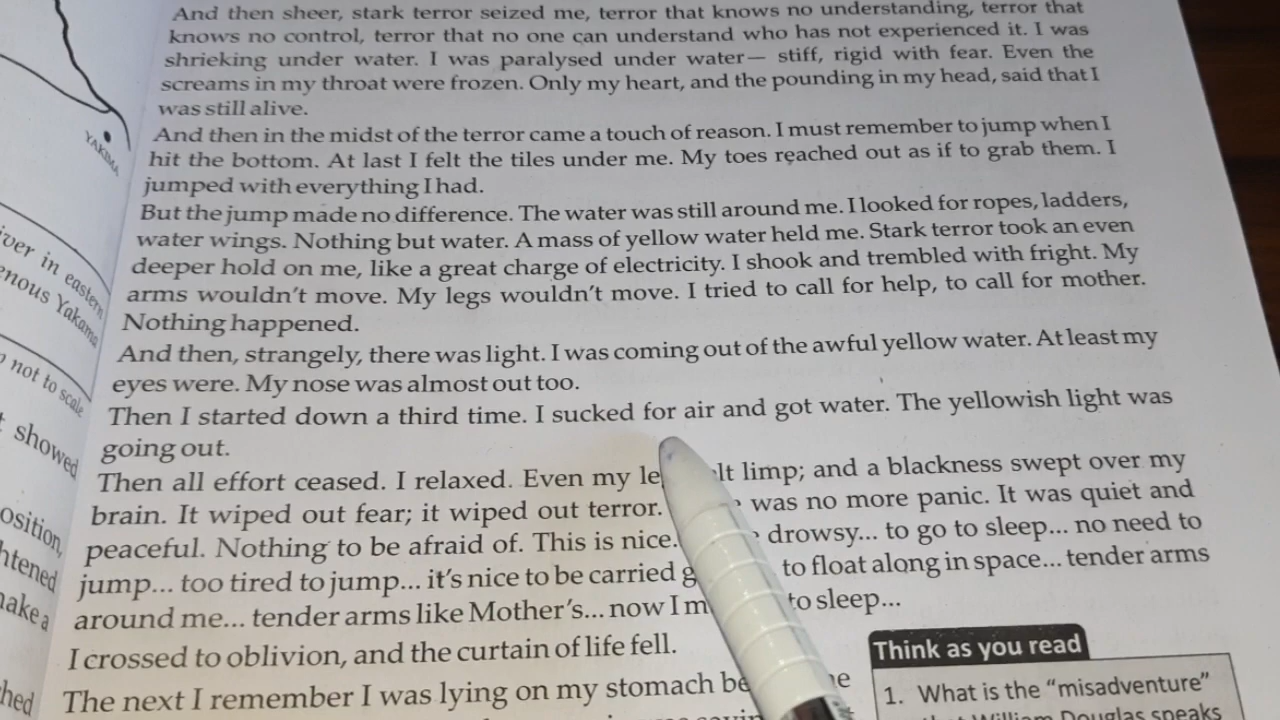 YAKIMA
iver in eastern
enous Yakama
not to scale
showed
osition,
htened
make a
hed
And then sheer, stark terror seized me, terror that knows no understanding, terror that
knows no control, terror that no one can understand who has not experienced it. I was
shrieking under water. I was paralysed under water— stiff, rigid with fear. Even the
screams in my throat were frozen. Only my heart, and the pounding in my head, said that I
was still alive.
And then in the midst of the terror came a touch of reason. I must remember to jump when I
hit the bottom. At last I felt the tiles under me. My toes reached out as if to grab them. I
jumped with everything I had.
But the jump made no difference. The water was still around me. I looked for ropes, ladders,
water wings. Nothing but water. A mass of yellow water held me. Stark terror took an even
deeper hold on me, like a great charge of electricity. I shook and trembled with fright. My
arms wouldn't move. My legs wouldn't move. I tried to call for help, to call for mother.
Nothing happened.
And then, strangely, there was light. I was coming out of the awful yellow water. At least my
eyes were. My nose was almost out too.
Then I started down a third time. I sucked for air and got water. The yellowish light was
going out.
Then all effort ceased. I relaxed. Even my le lt limp; and a blackness swept over my
brain. It wiped out fear; it wiped out terror. was no more panic. It was quiet and
peaceful. Nothing to be afraid of. This is nice. drowsy... to go to sleep... no need to
jump... too tired to jump... it's nice to be carried g to float along in space... tender arms
around me... tender arms like Mother's... now I m to sleep...
I crossed to oblivion, and the curtain of life fell.
The next I remember I was lying on my stomach be
Think as you read
1. What is the "misadventure"
that William Douglas speaks